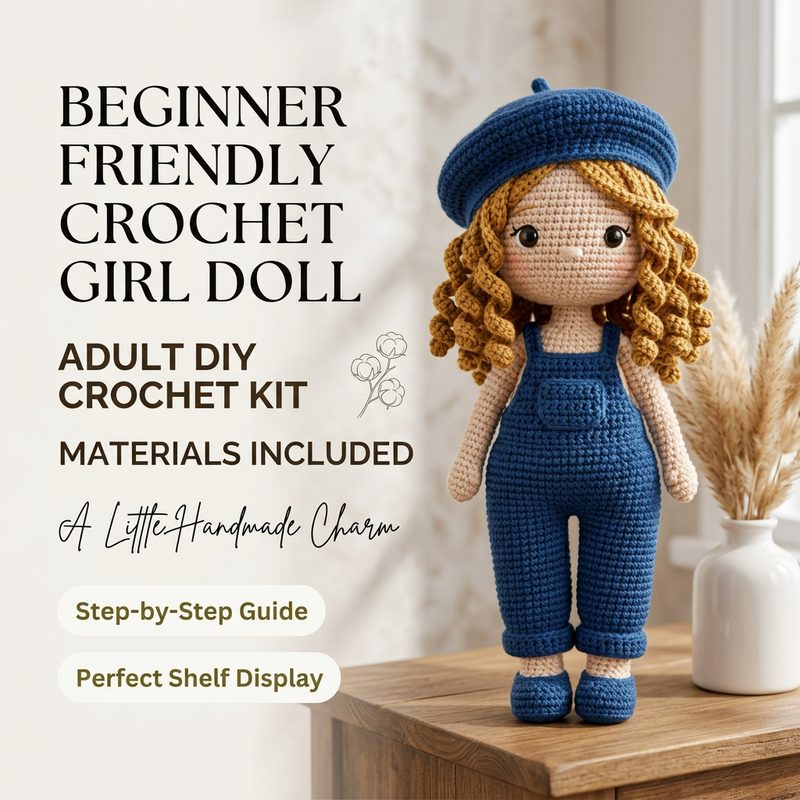 BEGINNER
FRIENDLY
CROCHET
GIRL DOLL
ADULT DIY
CROCHET KIT
MATERIALS INCLUDED
A Little Handmade Charm
Step-by-Step Guide
Perfect Shelf Display